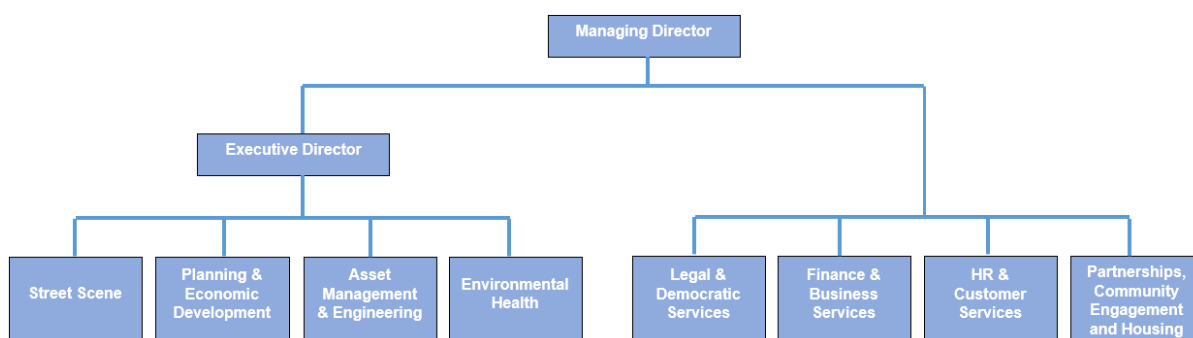 Managing Director
Executive Director
Street Scene
Planning &
Economic
Development
Asset
Management
& Engineering
Environmental
Health
Legal &
Democratic
Services
Finance &
Business
Services
HR &
Customer
Services
Partnerships,
Community
Engagement
and Housing